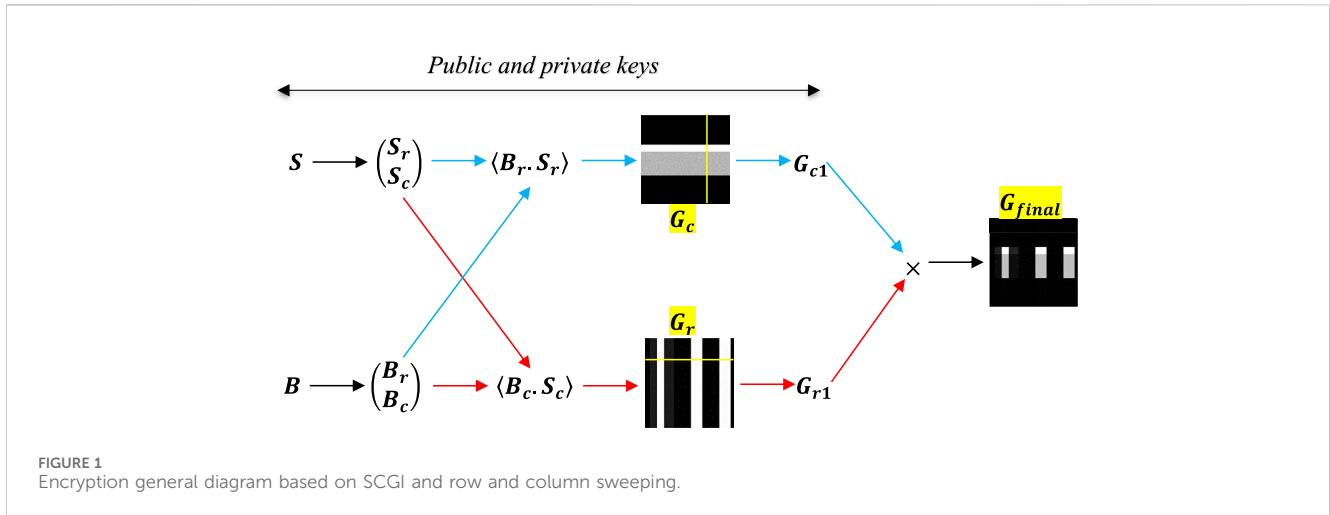 Public and private keys
S
(S_r
S_c)
⟨B_r. S_r⟩
G_c
G_c1
G_final
×
G_r
B
(B_r
B_c)
⟨B_c. S_c⟩
G_r1
FIGURE 1
Encryption general diagram based on SCGI and row and column sweeping.